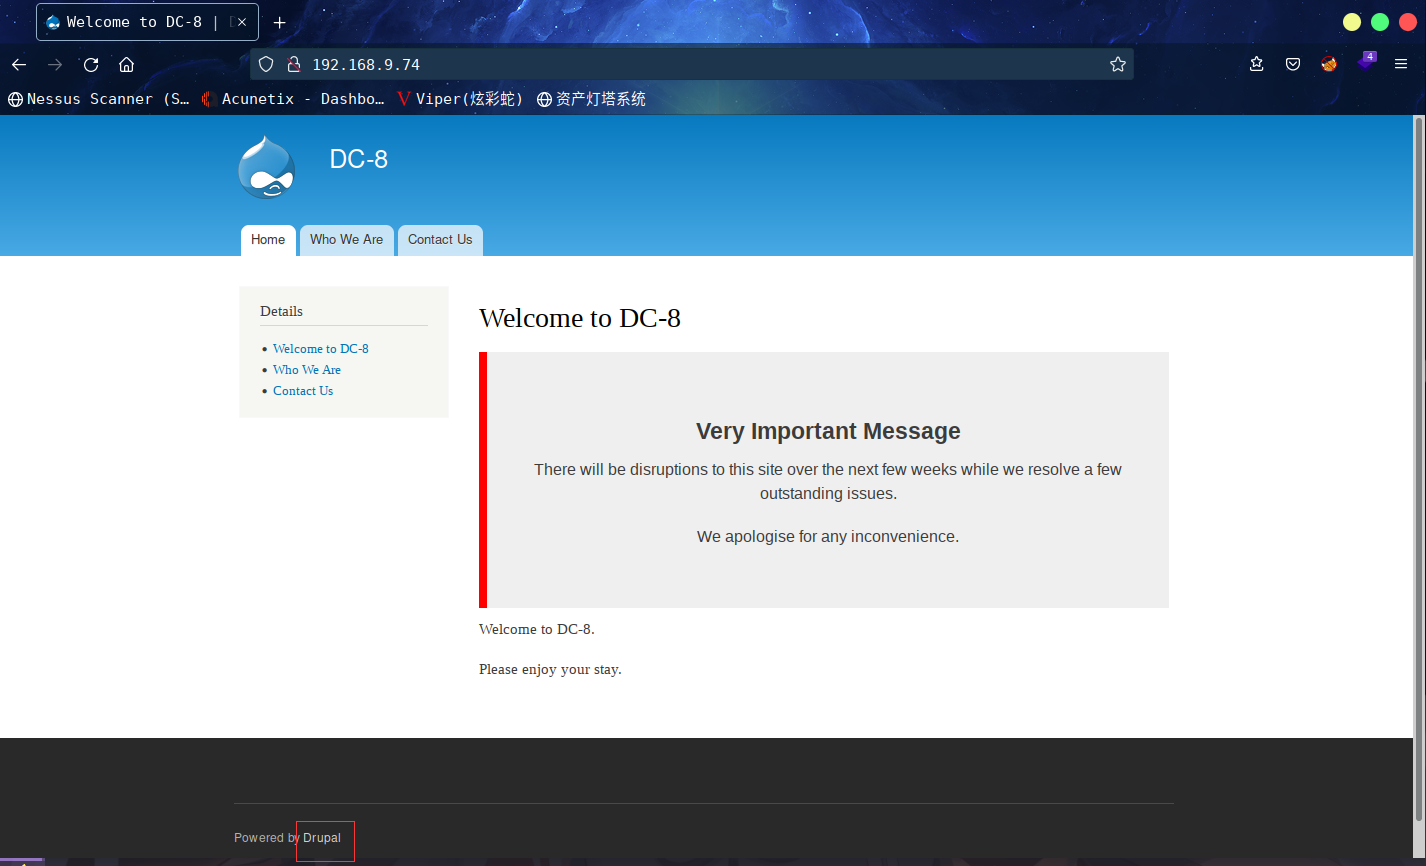 Welcome to DC-8 | D
192.168.9.74
4
Nessus Scanner (S… Acunetix - Dashbo… Viper(炫彩蛇) 资产灯塔系统
DC-8
Home Who We Are Contact Us
Details
Welcome to DC-8
Who We Are
Contact Us
Welcome to DC-8
Very Important Message
There will be disruptions to this site over the next few weeks while we resolve a few
outstanding issues.
We apologise for any inconvenience.
Welcome to DC-8.
Please enjoy your stay.
Powered by Drupal